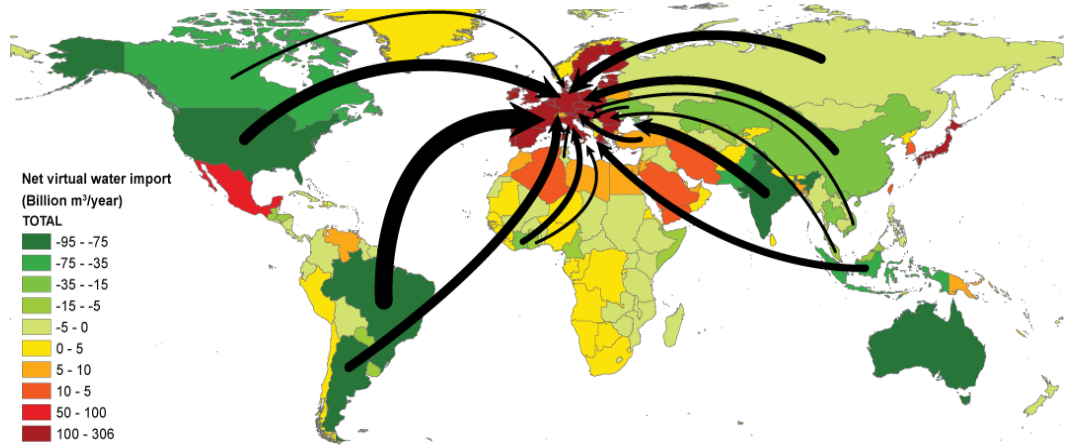 Net virtual water import
(Billion m³/year)
TOTAL
-95 - -75
-75 - -35
-35 - -15
-15 - -5
-5 - 0
0 - 5
5 - 10
10 - 5
50 - 100
100 - 306